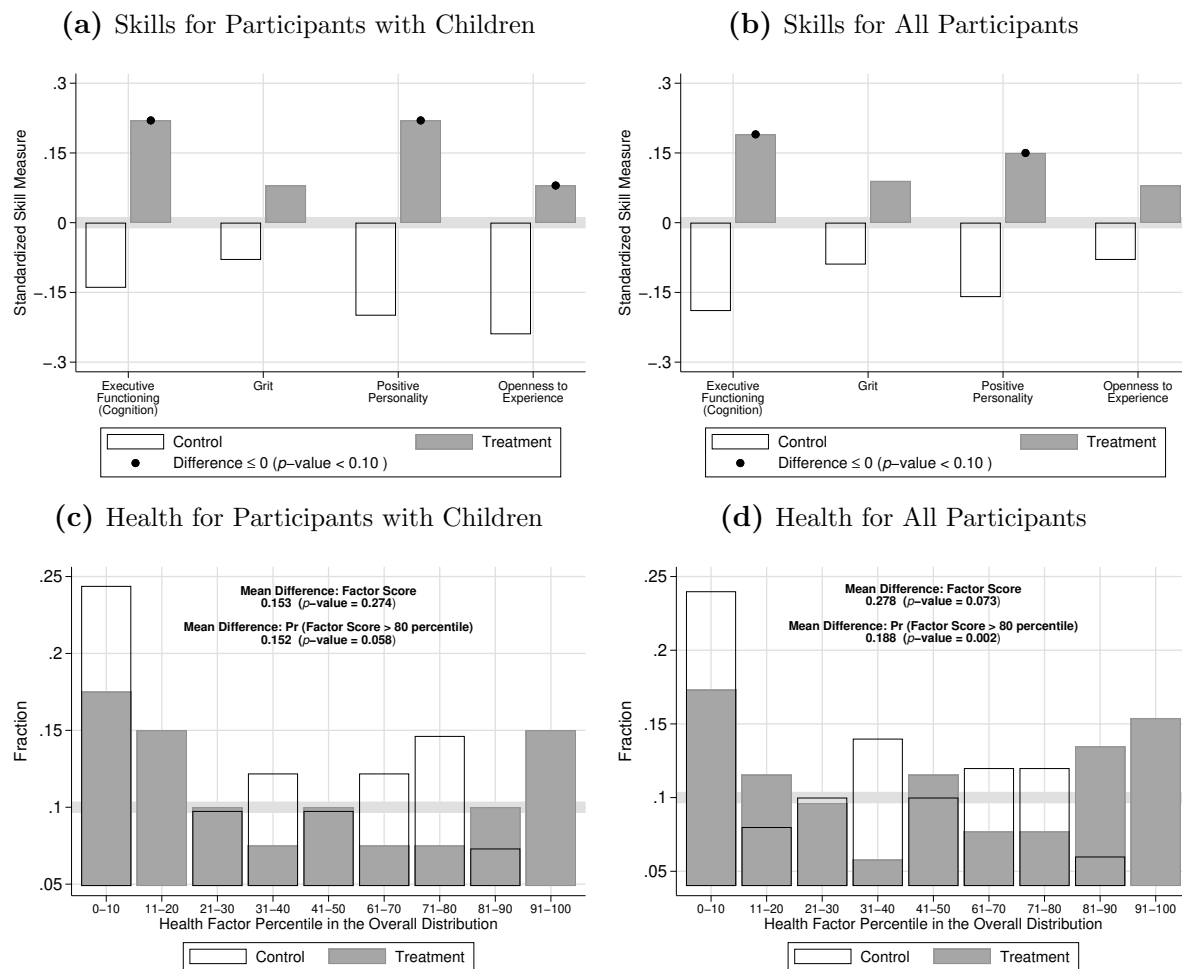 (a) Skills for Participants with Children
.3
.15
0
−.15
−.3
Standardized Skill Measure
Executive
Functioning
(Cognition)
Grit
Positive
Personality
Openness to
Experience
Control
Treatment
Difference ≤ 0 (p−value < 0.10 )
(b) Skills for All Participants
.3
.15
0
−.15
−.3
Standardized Skill Measure
Executive
Functioning
(Cognition)
Grit
Positive
Personality
Openness to
Experience
Control
Treatment
Difference ≤ 0 (p−value < 0.10 )
(c) Health for Participants with Children
.25
.2
.15
.1
.05
Fraction
Mean Difference: Factor Score
0.153 (p−value = 0.274)
Mean Difference: Pr (Factor Score > 80 percentile)
0.152 (p−value = 0.058)
0−10 11−20 21−30 31−40 41−50 61−70 71−80 81−90 91−100
Health Factor Percentile in the Overall Distribution
Control
Treatment
(d) Health for All Participants
.25
.2
.15
.1
.05
Fraction
Mean Difference: Factor Score
0.278 (p−value = 0.073)
Mean Difference: Pr (Factor Score > 80 percentile)
0.188 (p−value = 0.002)
0−10 11−20 21−30 31−40 41−50 61−70 71−80 81−90 91−100
Health Factor Percentile in the Overall Distribution
Control
Treatment